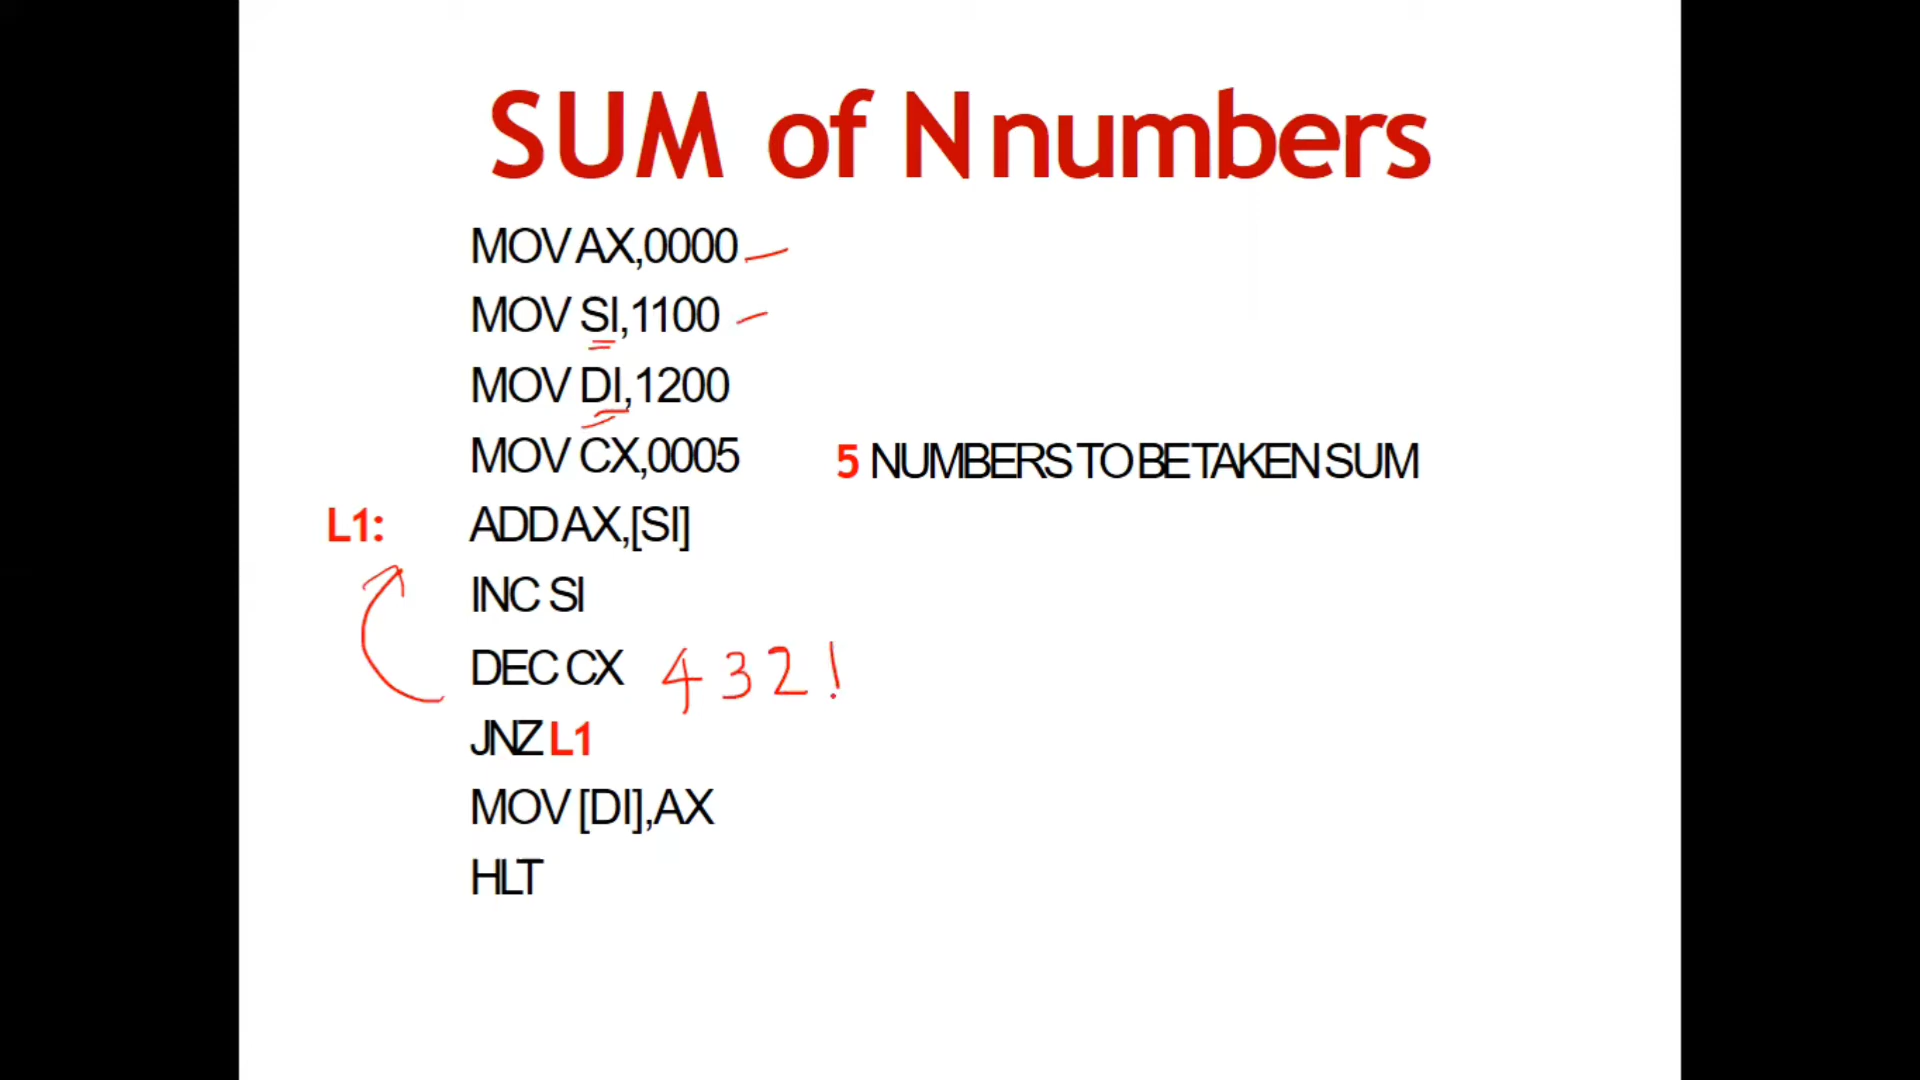 SUM of N numbers
MOV AX,0000
MOV SI,1100
MOV DI,1200
MOV CX,0005 5 NUMBERS TO BE TAKEN SUM
L1: ADD AX,[SI]
INC SI
DEC CX 4 3 2 1
JNZ L1
MOV [DI],AX
HLT